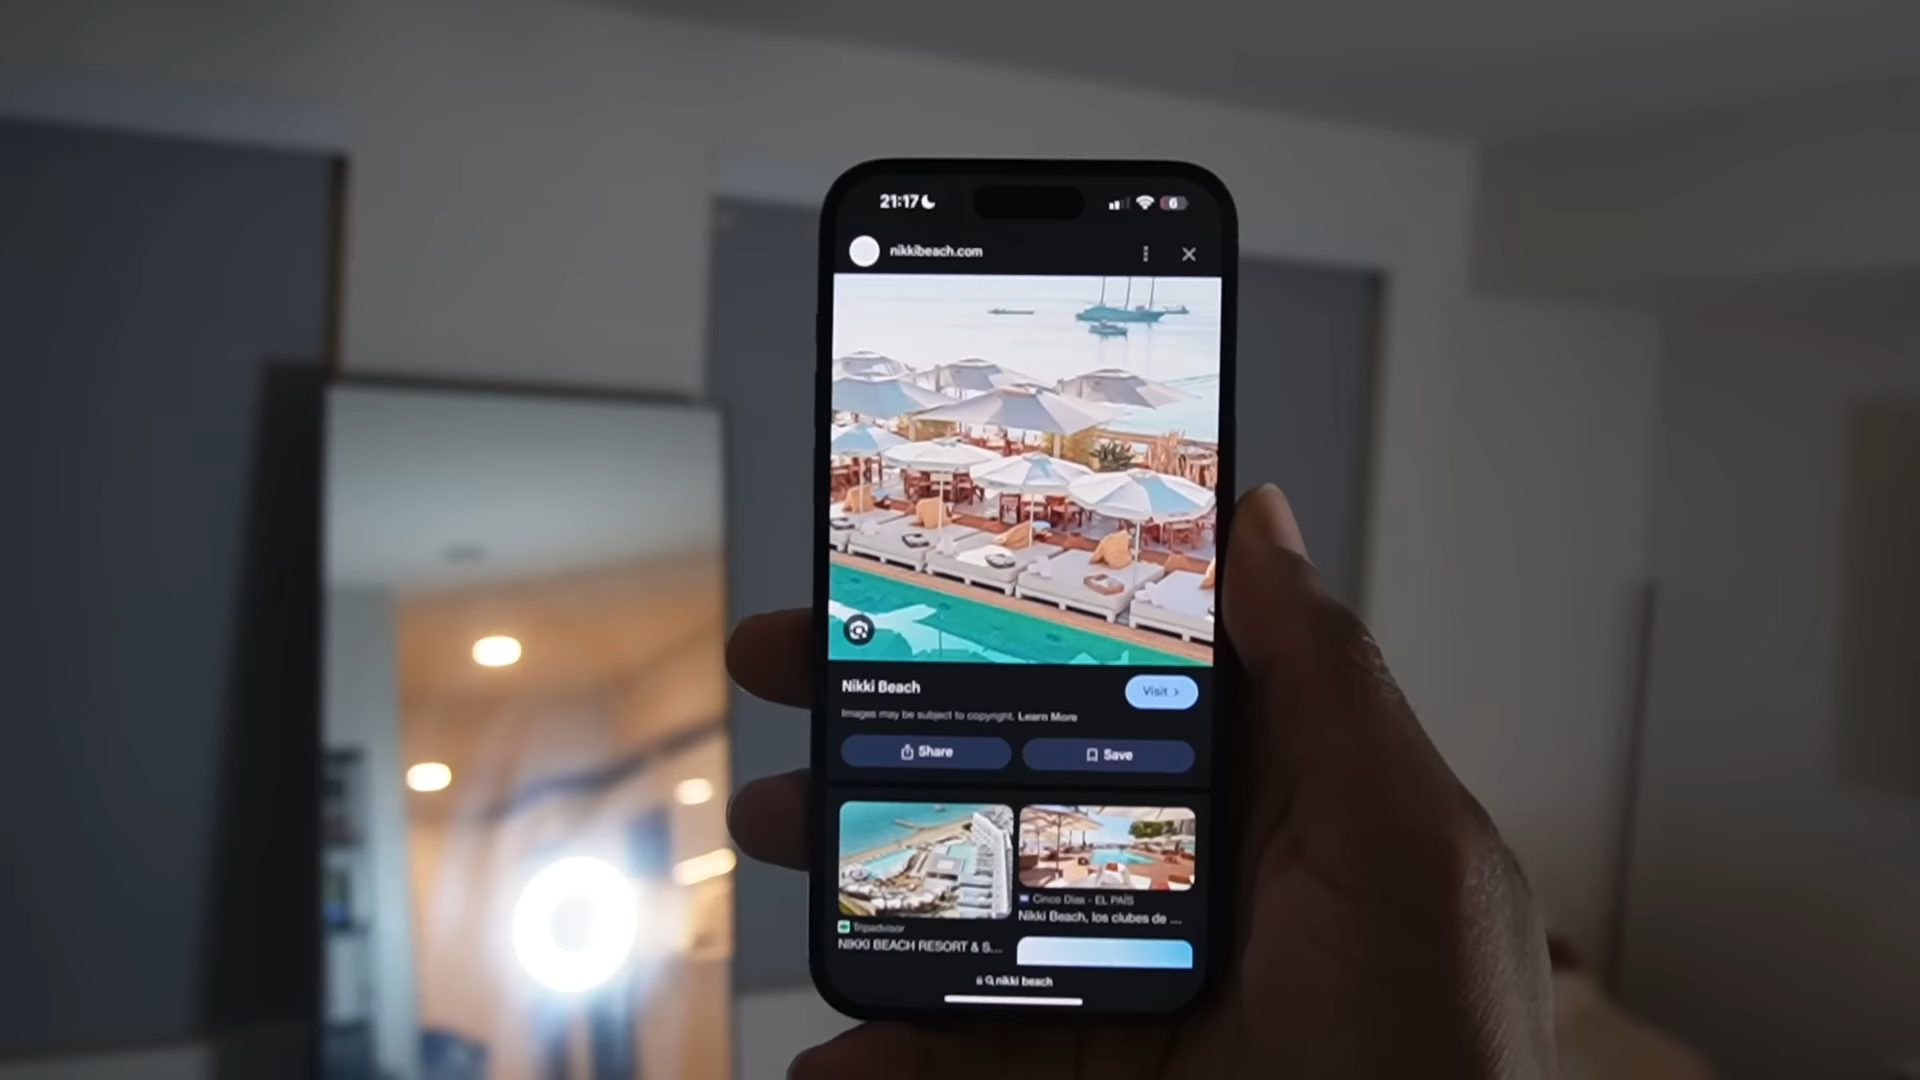 21:17
6
nikkibeach.com
Nikki Beach
Visit >
Images may be subject to copyright. Learn More
Share
Save
Tripadvisor
NIKKI BEACH RESORT & S...
Cinco Días - EL PAÍS
Nikki Beach, los clubes de ...
nikki beach